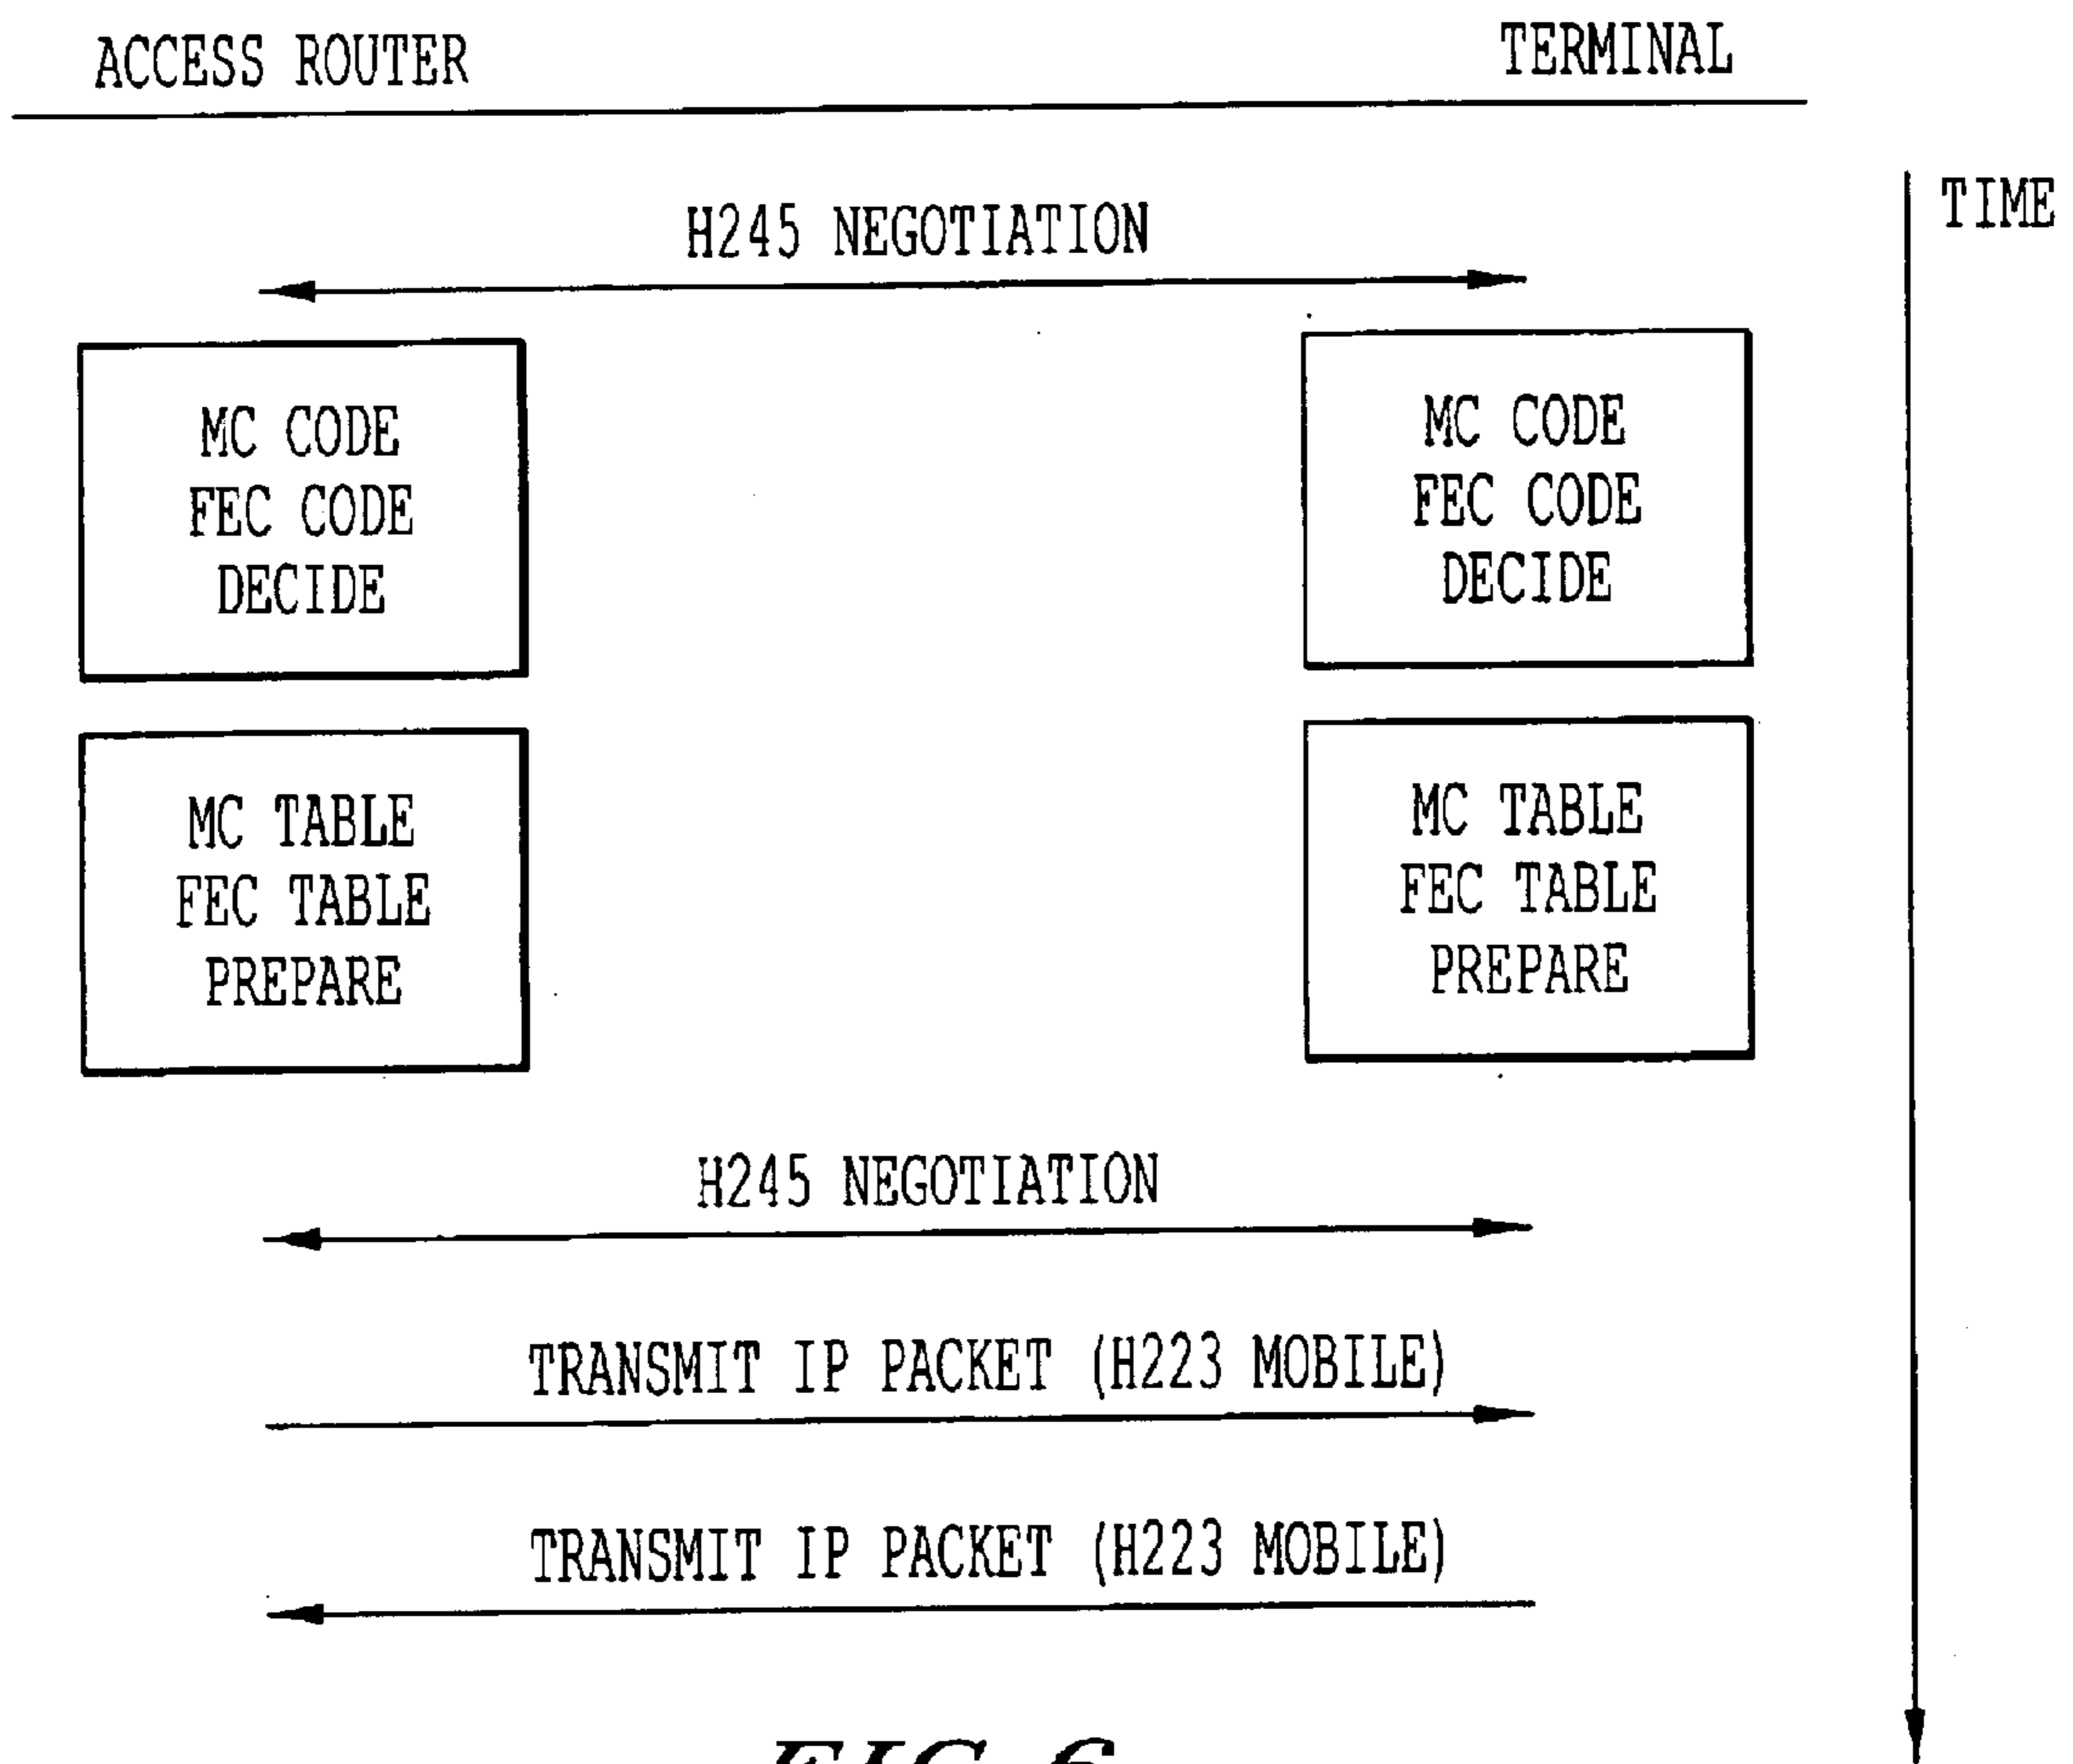 ACCESS ROUTER
TERMINAL
TIME
H245 NEGOTIATION
MC CODE
FEC CODE
DECIDE
MC CODE
FEC CODE
DECIDE
MC TABLE
FEC TABLE
PREPARE
MC TABLE
FEC TABLE
PREPARE
H245 NEGOTIATION
TRANSMIT IP PACKET (H223 MOBILE)
TRANSMIT IP PACKET (H223 MOBILE)
FIG. 6